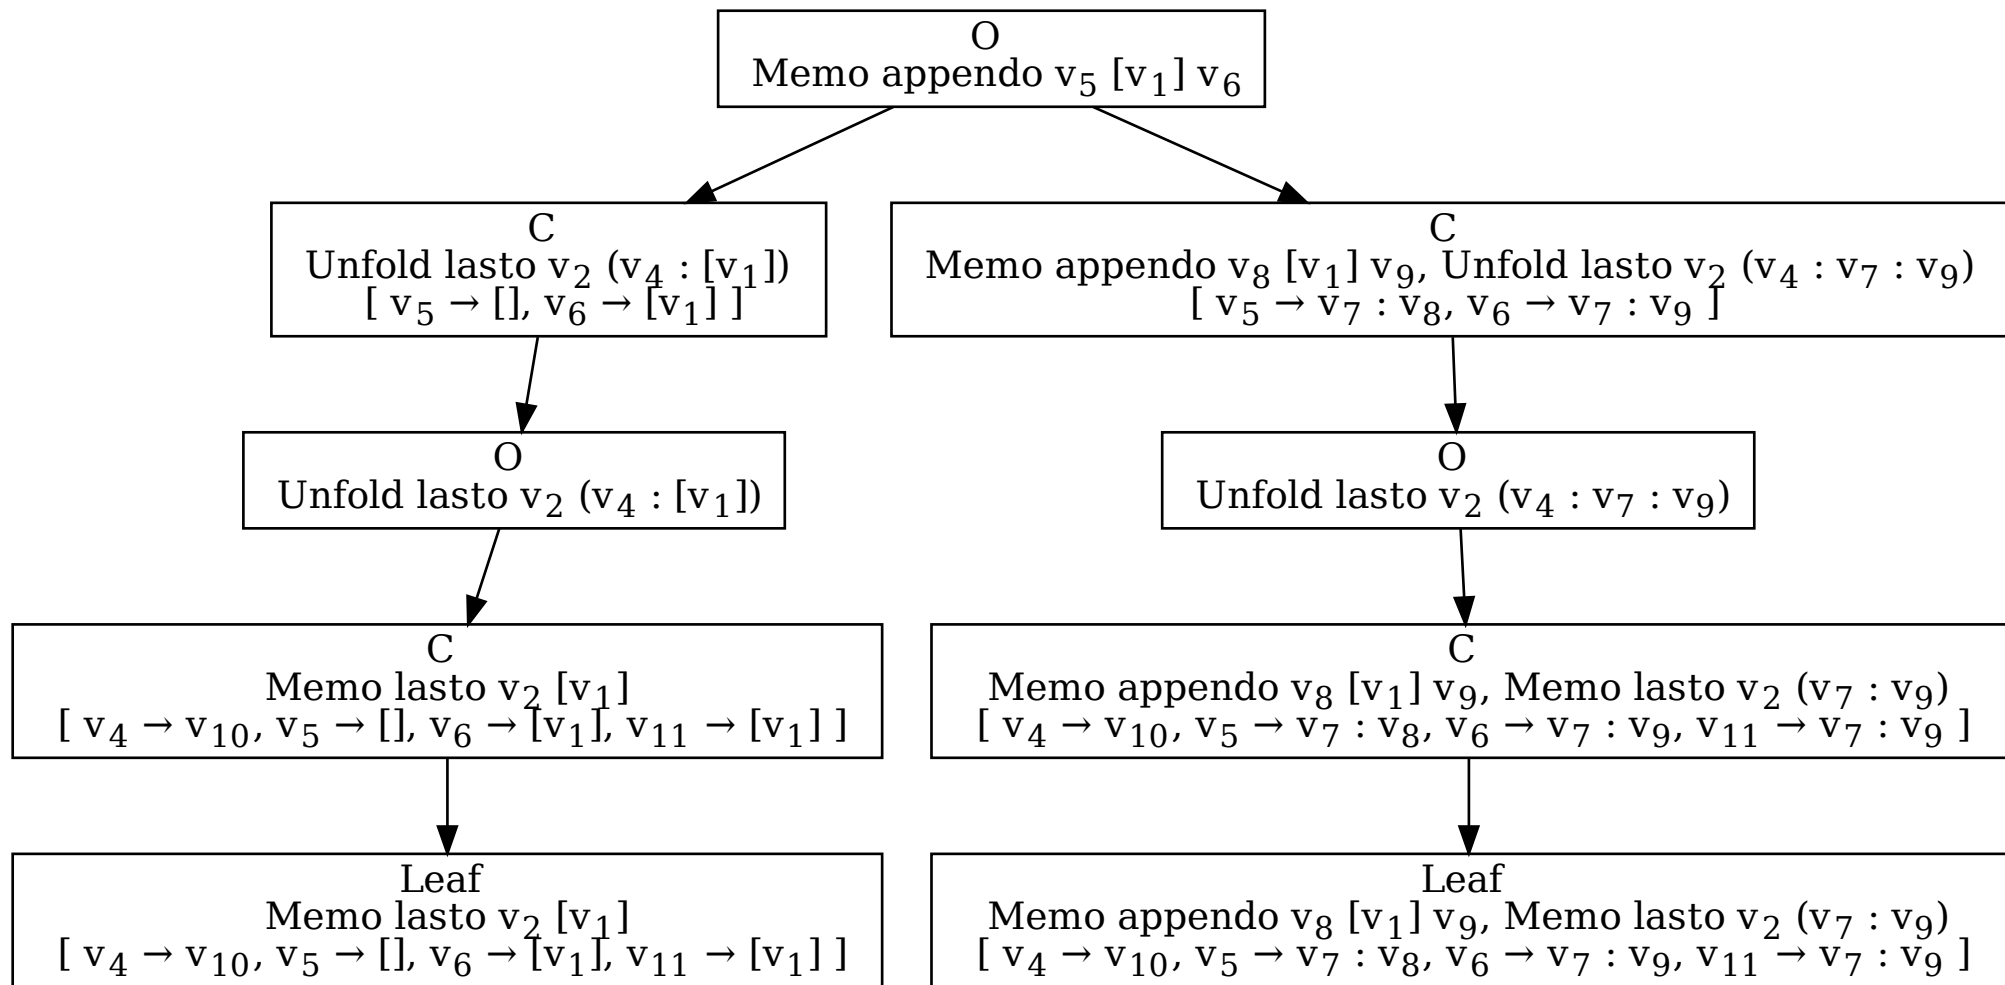 O
Memo appendo v₅ [v₁] v₆
C
Unfold lasto v₂ (v₄ : [v₁])
[ v₅ → [], v₆ → [v₁] ]
C
Memo appendo v₈ [v₁] v₉, Unfold lasto v₂ (v₄ : v₇ : v₉)
[ v₅ → v₇ : v₈, v₆ → v₇ : v₉ ]
O
Unfold lasto v₂ (v₄ : [v₁])
O
Unfold lasto v₂ (v₄ : v₇ : v₉)
C
Memo lasto v₂ [v₁]
[ v₄ → v₁₀, v₅ → [], v₆ → [v₁], v₁₁ → [v₁] ]
C
Memo appendo v₈ [v₁] v₉, Memo lasto v₂ (v₇ : v₉)
[ v₄ → v₁₀, v₅ → v₇ : v₈, v₆ → v₇ : v₉, v₁₁ → v₇ : v₉ ]
Leaf
Memo lasto v₂ [v₁]
[ v₄ → v₁₀, v₅ → [], v₆ → [v₁], v₁₁ → [v₁] ]
Leaf
Memo appendo v₈ [v₁] v₉, Memo lasto v₂ (v₇ : v₉)
[ v₄ → v₁₀, v₅ → v₇ : v₈, v₆ → v₇ : v₉, v₁₁ → v₇ : v₉ ]